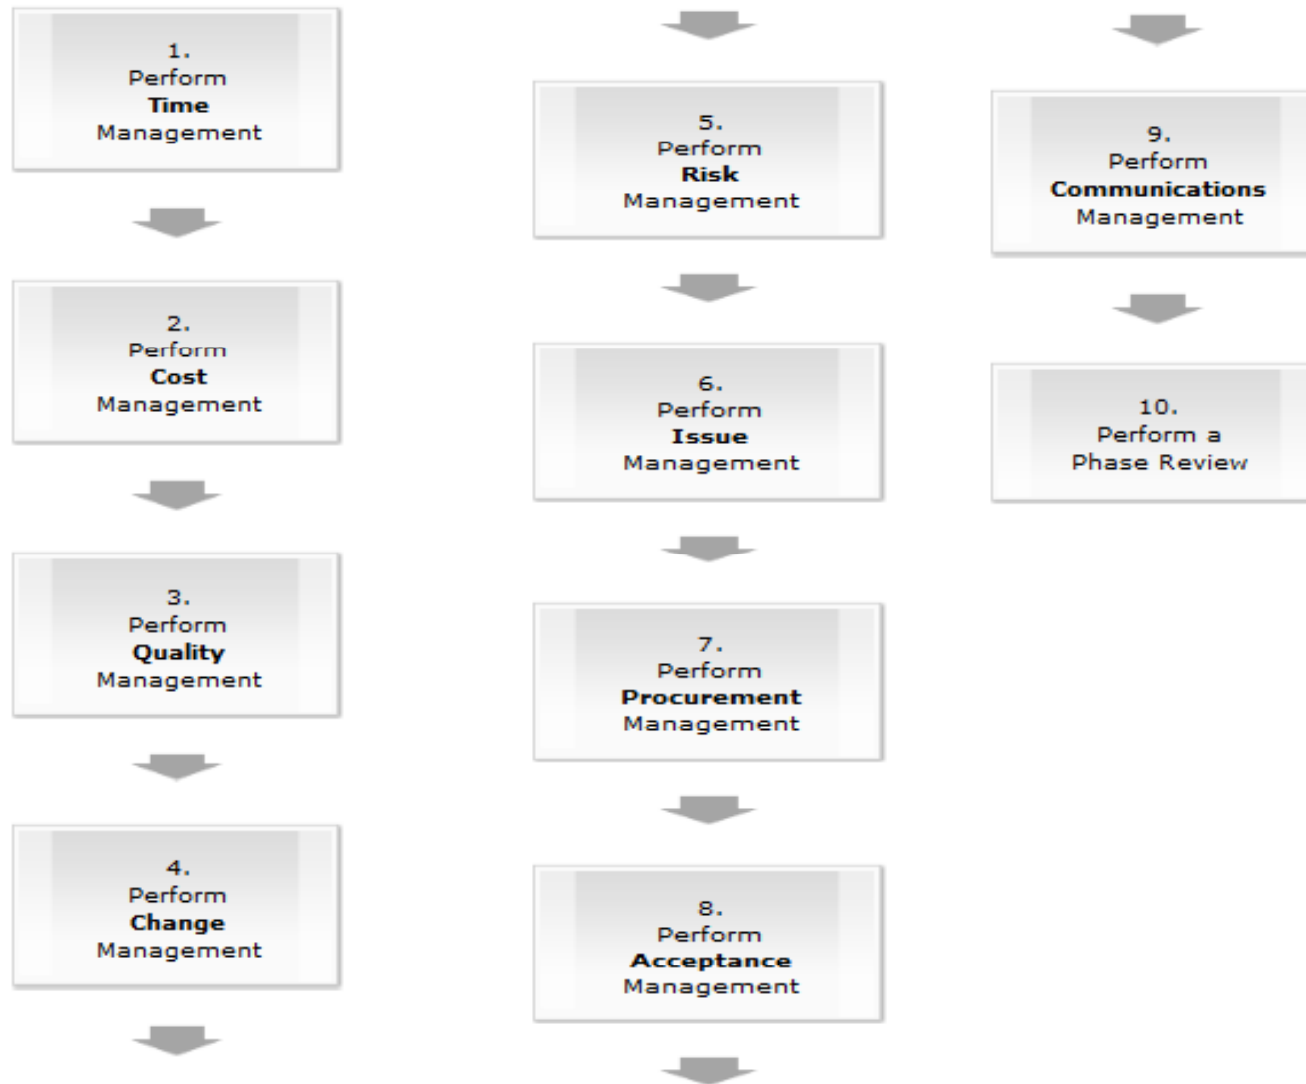 1.
Perform
Time
Management
2.
Perform
Cost
Management
3.
Perform
Quality
Management
4.
Perform
Change
Management
5.
Perform
Risk
Management
6.
Perform
Issue
Management
7.
Perform
Procurement
Management
8.
Perform
Acceptance
Management
9.
Perform
Communications
Management
10.
Perform a
Phase Review